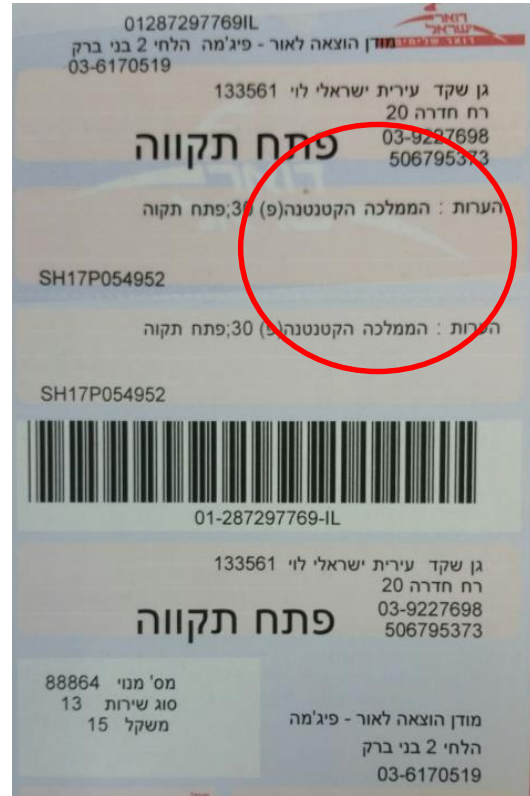 01287297769IL
דואר
ישראל
דואר שליחים
מודן הוצאה לאור - פיג'מה הלחי 2 בני ברק
03-6170519
גן שקד עירית ישראלי לוי 133561
רח חדרה 20
03-9227698
פתח תקווה
506795373
הערות : הממלכה הקטנטנה(פ) 30;פתח תקוה
SH17P054952
הערות : הממלכה הקטנטנה(פ) 30;פתח תקוה
SH17P054952
01-287297769-IL
גן שקד עירית ישראלי לוי 133561
רח חדרה 20
03-9227698
פתח תקווה
506795373
מס' מנוי 88864
סוג שירות 13
משקל 15
מודן הוצאה לאור - פיג'מה
הלחי 2 בני ברק
03-6170519